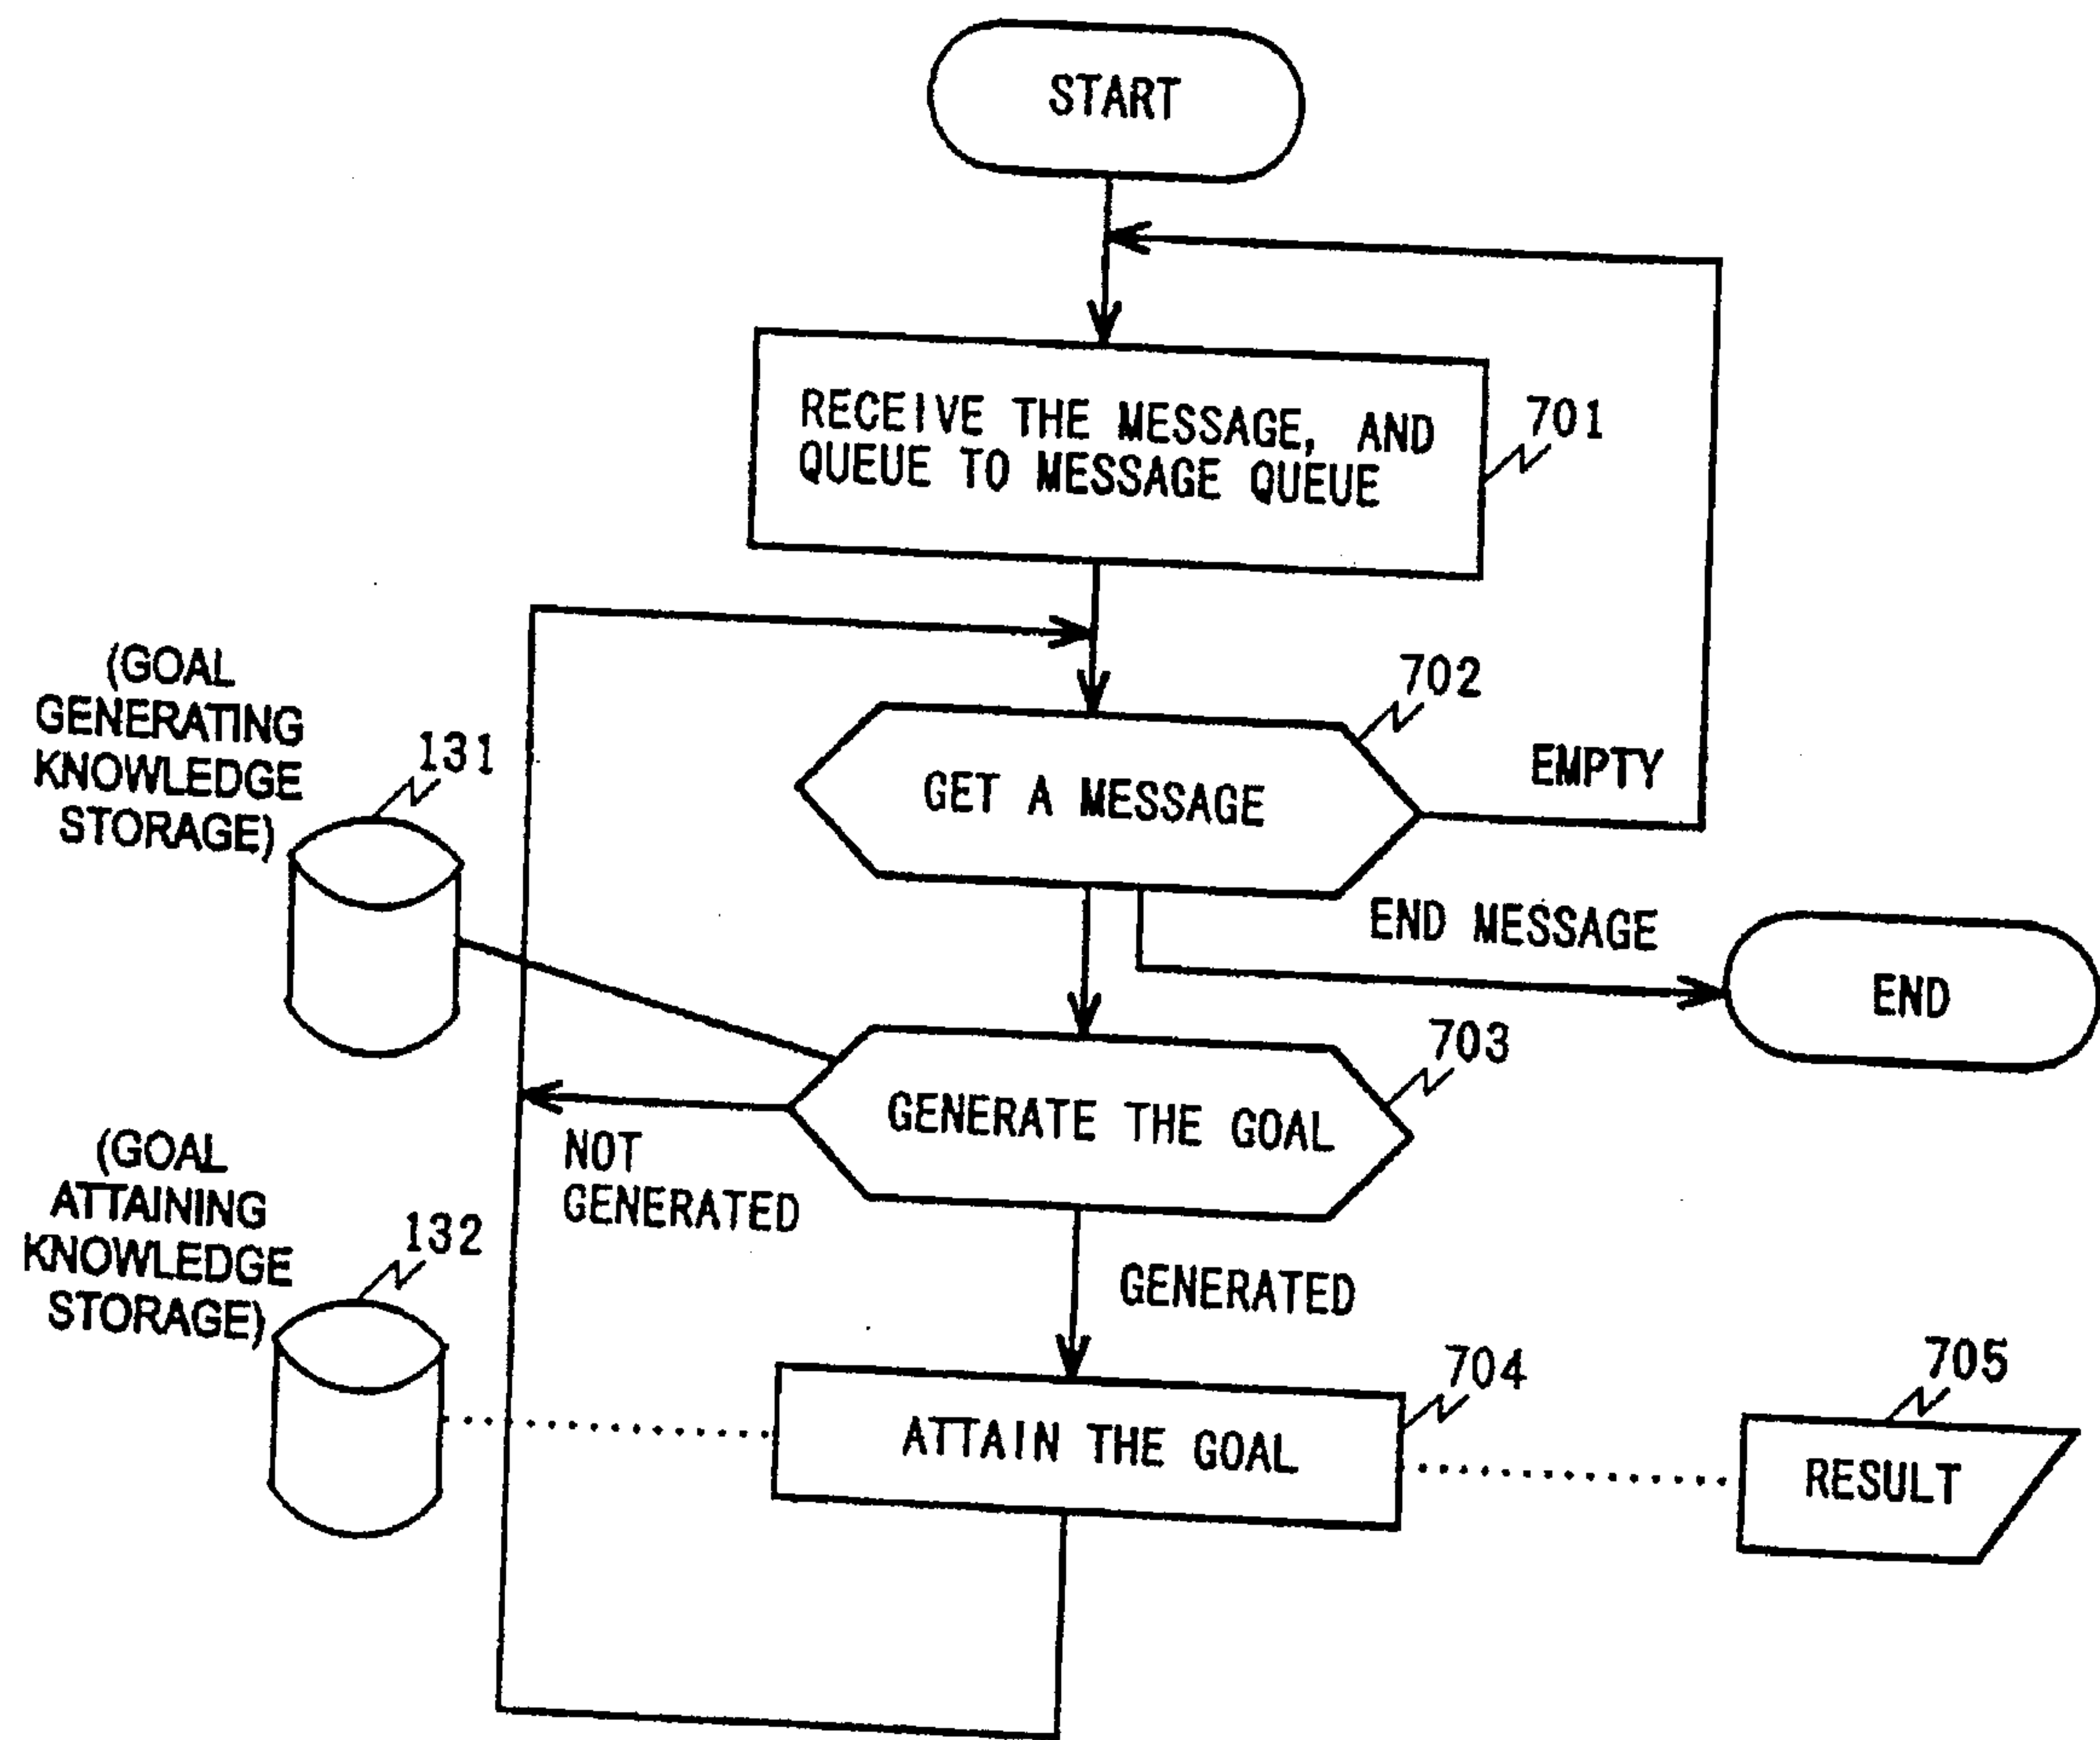 START
RECEIVE THE MESSAGE, AND
QUEUE TO MESSAGE QUEUE
701
(GOAL
GENERATING
KNOWLEDGE
STORAGE)
131
702
GET A MESSAGE
EMPTY
END MESSAGE
END
703
GENERATE THE GOAL
NOT
GENERATED
GENERATED
(GOAL
ATTAINING
KNOWLEDGE
STORAGE)
132
704
ATTAIN THE GOAL
705
RESULT